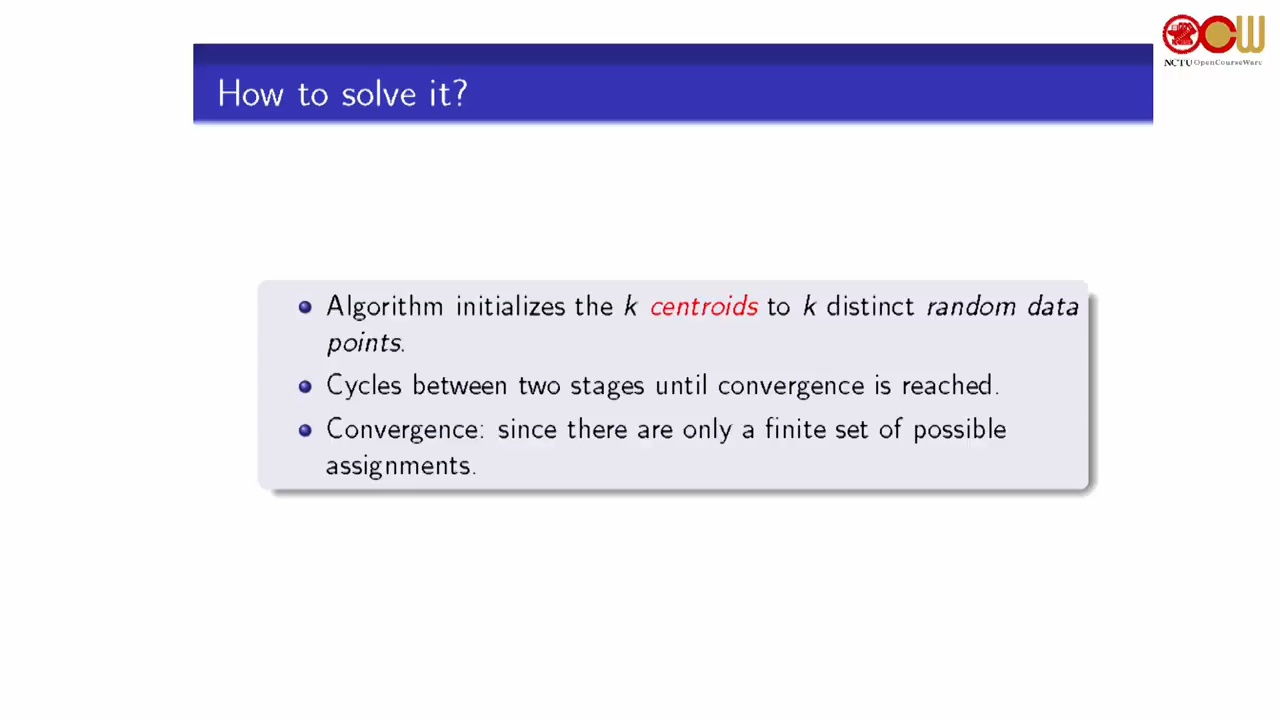 NCTU OpenCourseWare
How to solve it?
Algorithm initializes the k centroids to k distinct random data
points.
Cycles between two stages until convergence is reached.
Convergence: since there are only a finite set of possible
assignments.